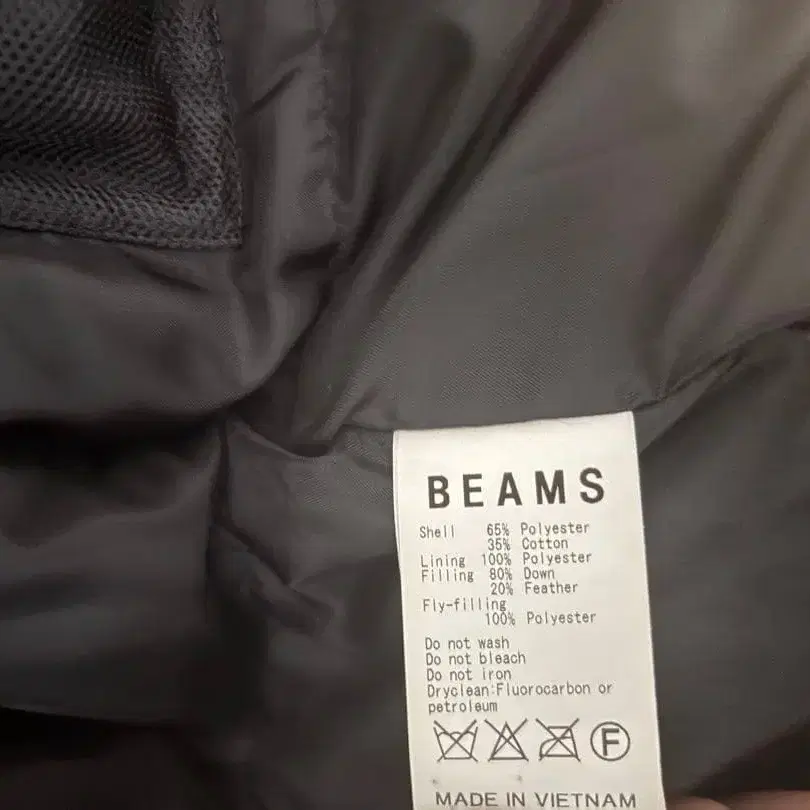 BEAMS
Shell 65% Polyester
35% Cotton
Lining 100% Polyester
Filling 80% Down
20% Feather
Fly-filling
100% Polyester
Do not wash
Do not bleach
Do not iron
Dryclean:Fluorocarbon or
petroleum
F
MADE IN VIETNAM